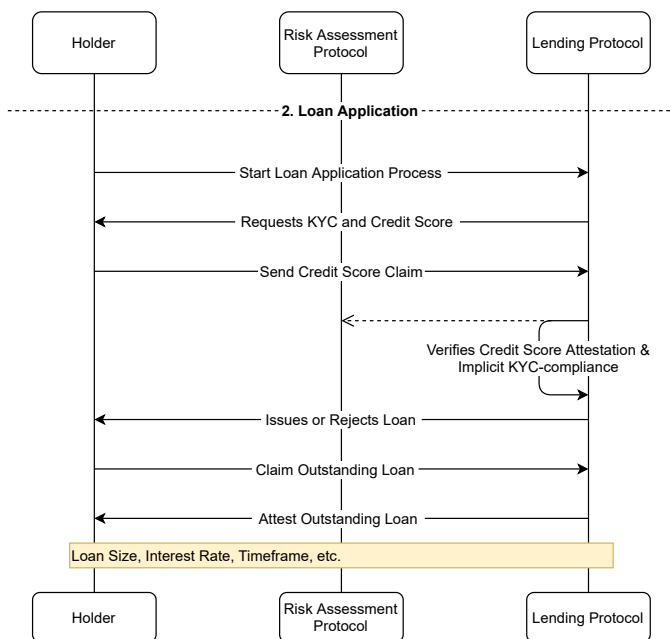 Holder
Risk Assessment
Protocol
Lending Protocol
2. Loan Application
Start Loan Application Process
Requests KYC and Credit Score
Send Credit Score Claim
Verifies Credit Score Attestation &
Implicit KYC-compliance
Issues or Rejects Loan
Claim Outstanding Loan
Attest Outstanding Loan
Loan Size, Interest Rate, Timeframe, etc.
Holder
Risk Assessment
Protocol
Lending Protocol